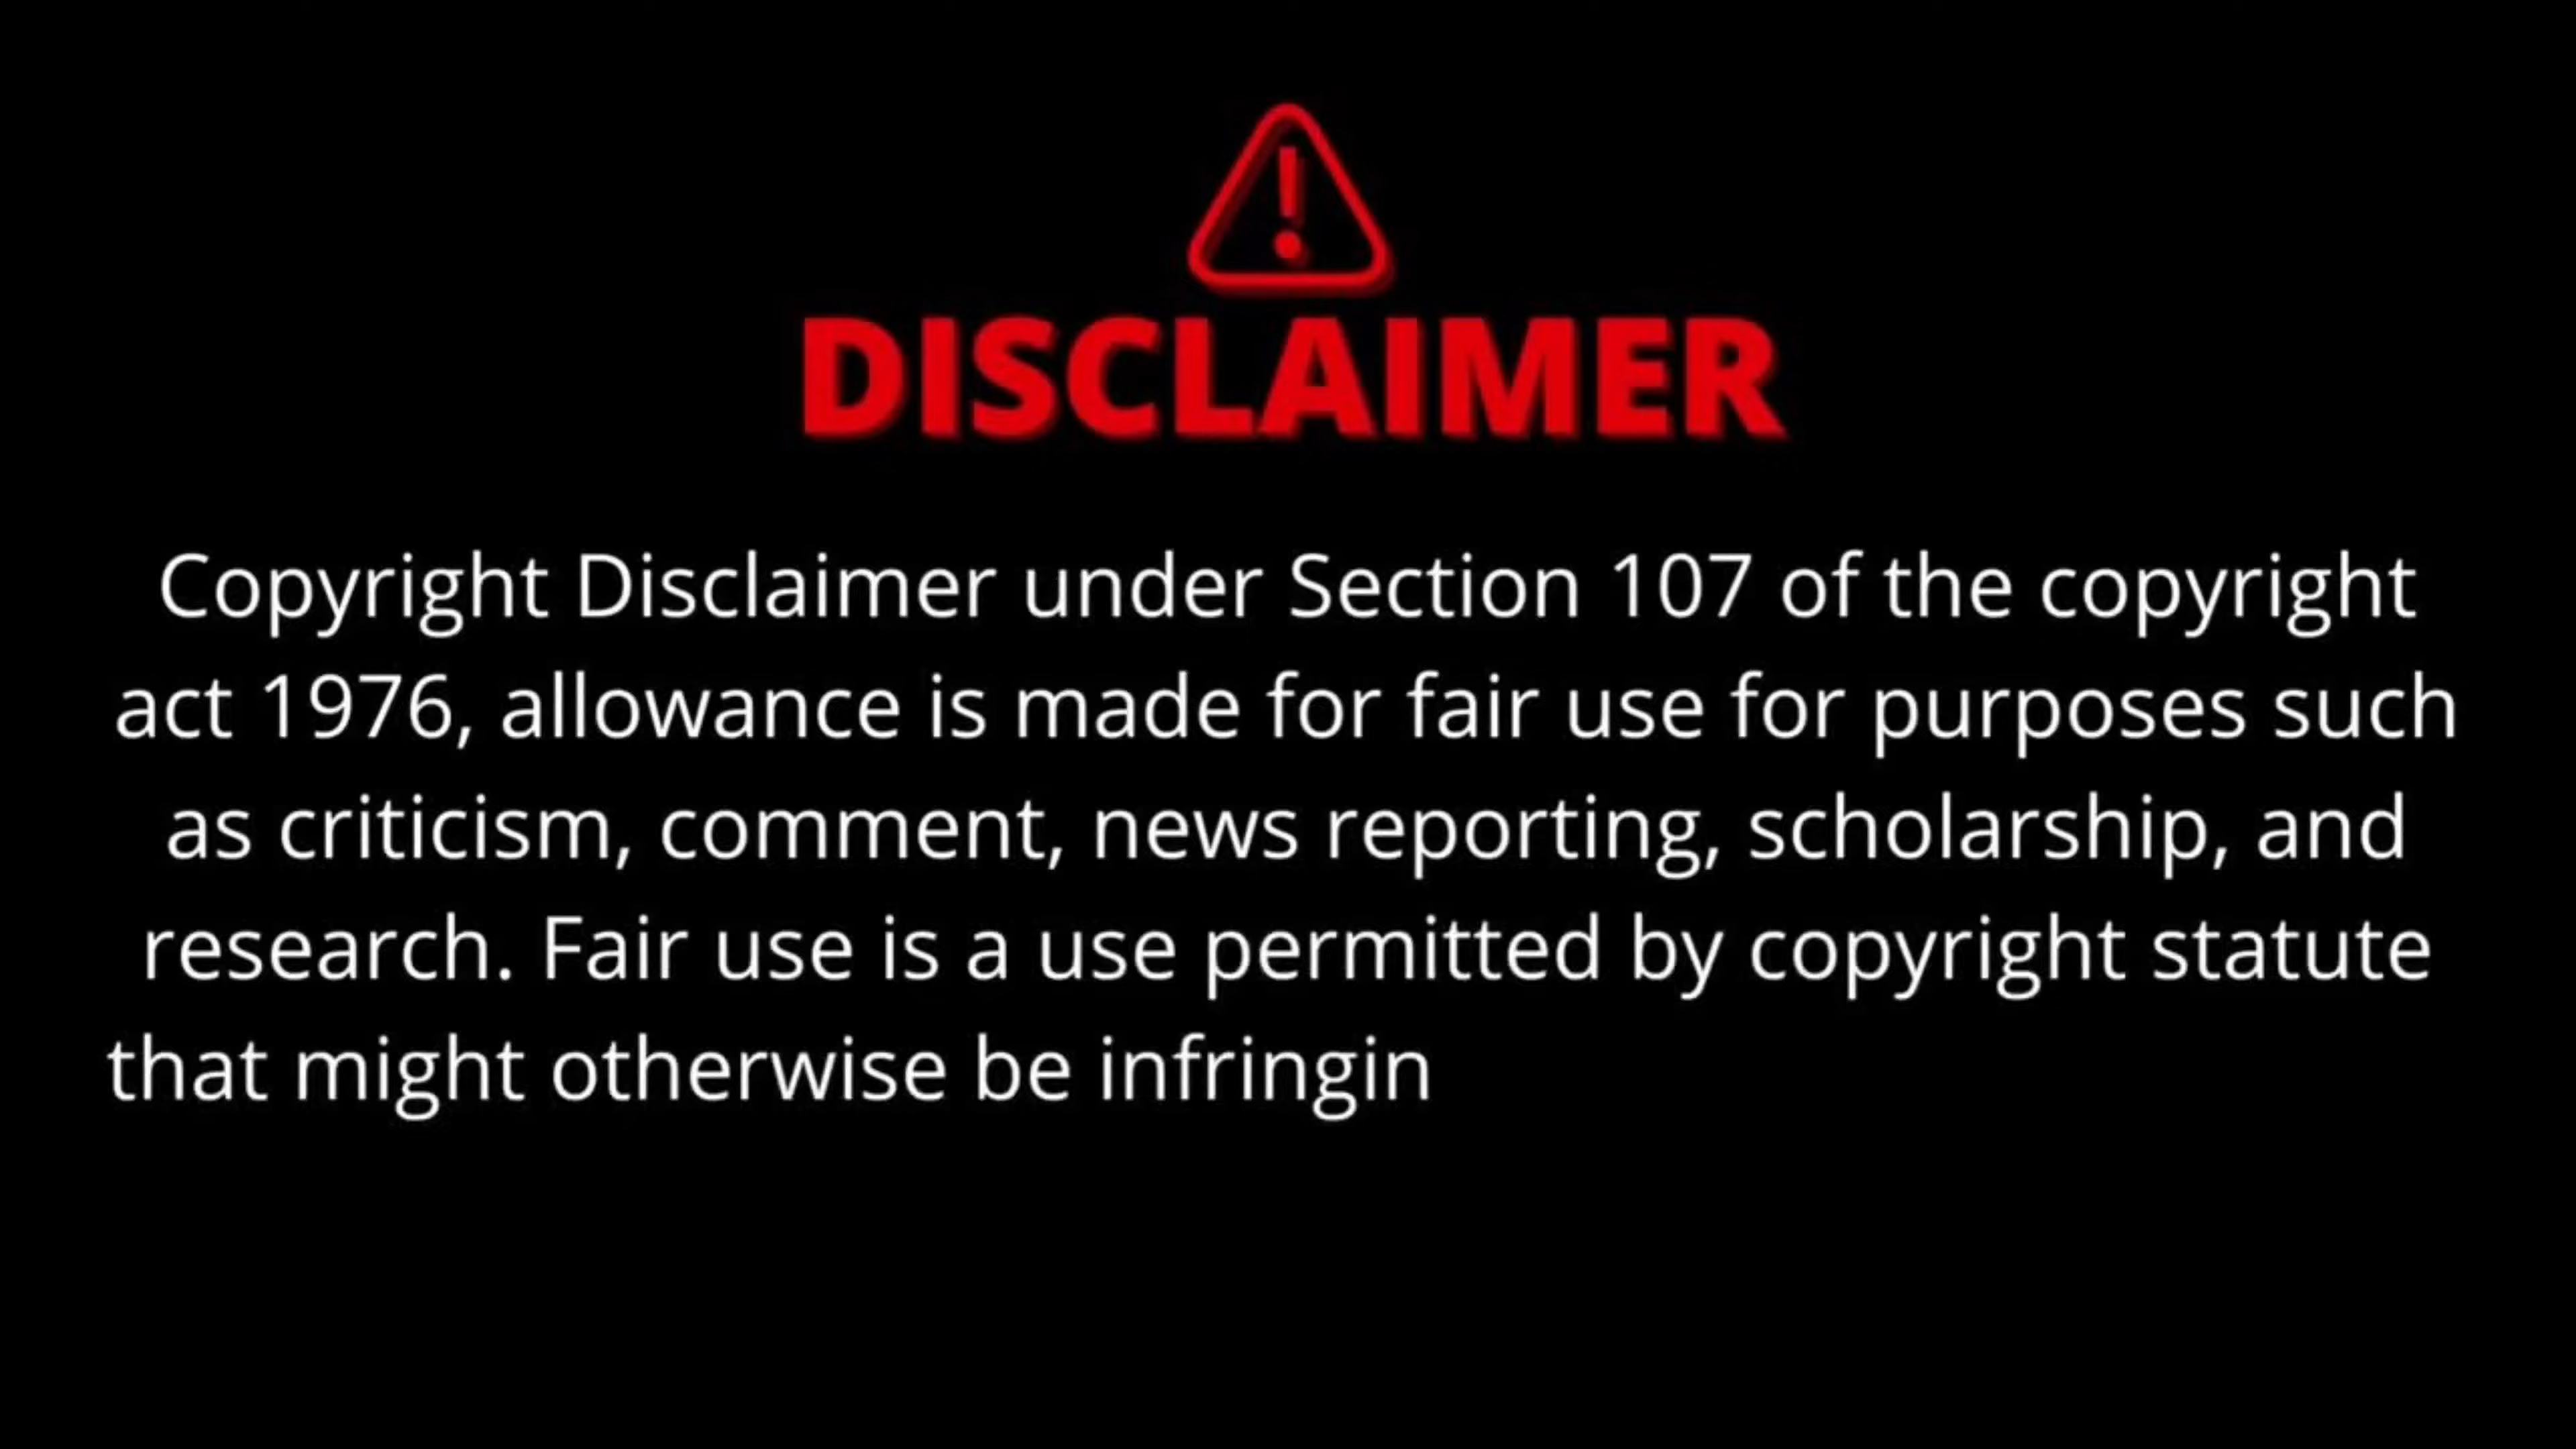 DISCLAIMER
Copyright Disclaimer under Section 107 of the copyright
act 1976, allowance is made for fair use for purposes such
as criticism, comment, news reporting, scholarship, and
research. Fair use is a use permitted by copyright statute
that might otherwise be infringin